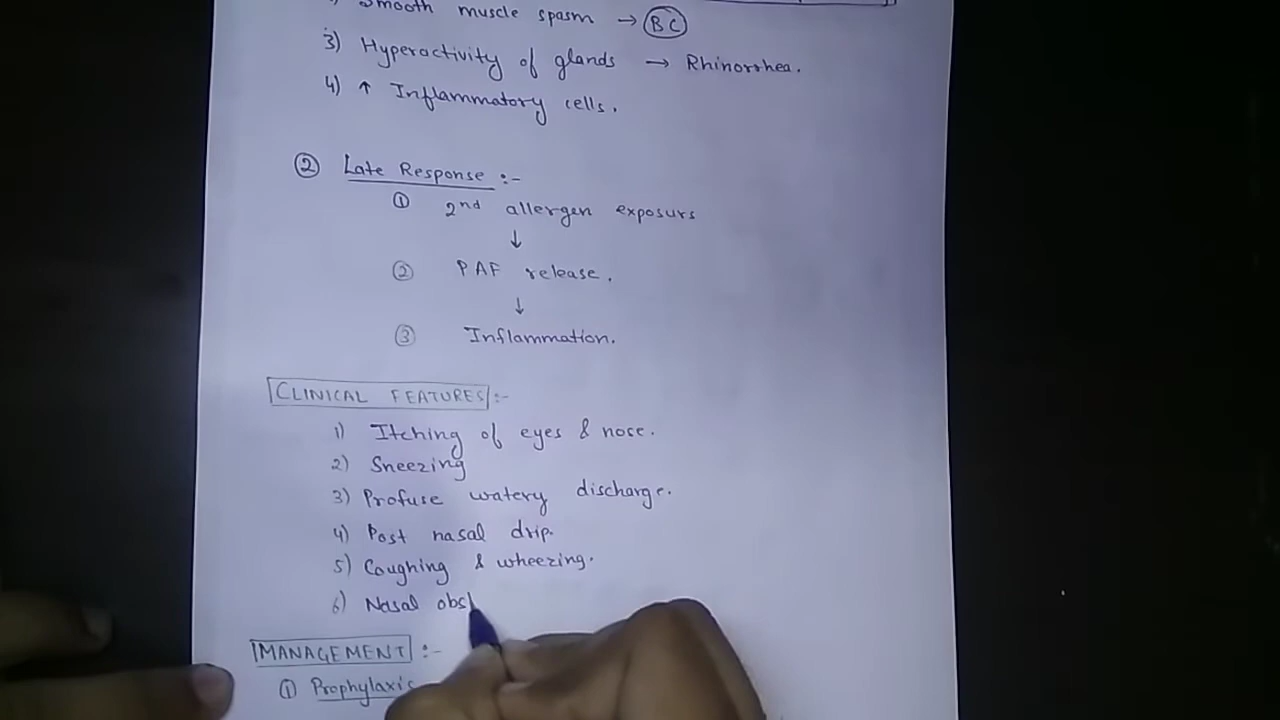 Smooth muscle spasm → BC
3) Hyperactivity of glands → Rhinorrhea.
4) ↑ Inflammatory cells.
② Late Response :-
① 2nd allergen exposurs
↓
② PAF release.
↓
③ Inflammation.
CLINICAL FEATURES :-
1) Itching of eyes & nose.
2) Sneezing
3) Profuse watery discharge.
4) Post nasal drip.
5) Coughing & wheezing.
6) Nasal obs
MANAGEMENT :-
① Prophylaxis